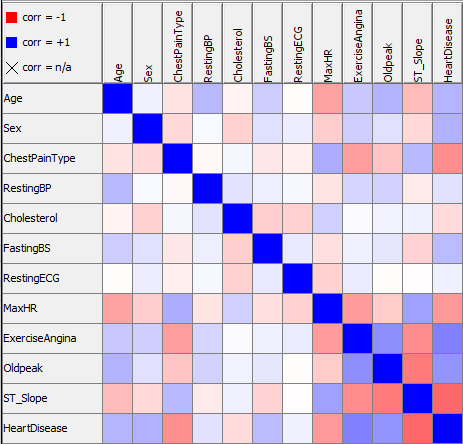 corr = -1
corr = +1
corr = n/a
Age
Sex
ChestPainType
RestingBP
Cholesterol
FastingBS
RestingECG
MaxHR
ExerciseAngina
Oldpeak
ST_Slope
HeartDisease
Age
Sex
ChestPainType
RestingBP
Cholesterol
FastingBS
RestingECG
MaxHR
ExerciseAngina
Oldpeak
ST_Slope
HeartDisease